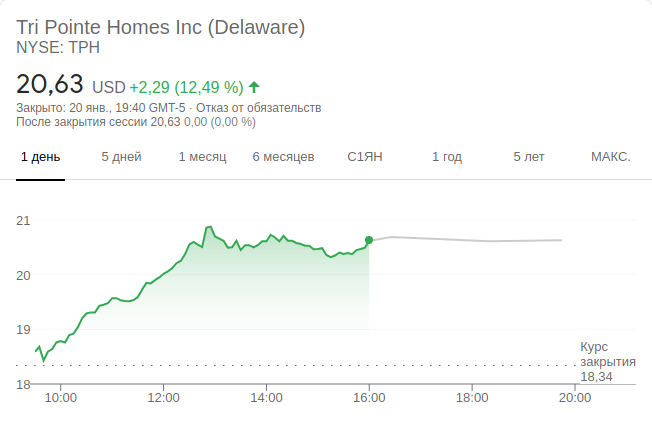 Tri Pointe Homes Inc (Delaware)
NYSE: TPH
20,63 USD +2,29 (12,49 %)
Закрыто: 20 янв., 19:40 GMT-5 · Отказ от обязательств
После закрытия сессии 20,63 0,00 (0,00 %)
1 день 5 дней 1 месяц 6 месяцев С1ЯН 1 год 5 лет МАКС.
21
20
19
Курс
закрытия
18,34
18
10:00 12:00 14:00 16:00 18:00 20:00